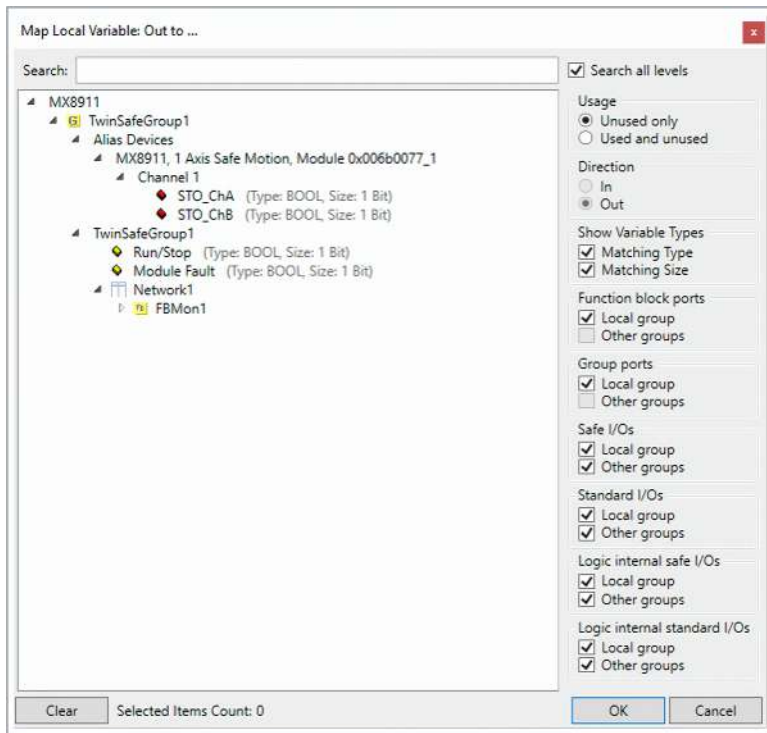 Map Local Variable: Out to ...
x
Search:
Search all levels
MX8911
G TwinSafeGroup1
Alias Devices
MX8911, 1 Axis Safe Motion, Module 0x006b0077_1
Channel 1
STO_ChA (Type: BOOL, Size: 1 Bit)
STO_ChB (Type: BOOL, Size: 1 Bit)
TwinSafeGroup1
Run/Stop (Type: BOOL, Size: 1 Bit)
Module Fault (Type: BOOL, Size: 1 Bit)
Network1
FBMon1
Usage
Unused only
Used and unused
Direction
In
Out
Show Variable Types
Matching Type
Matching Size
Function block ports
Local group
Other groups
Group ports
Local group
Other groups
Safe I/Os
Local group
Other groups
Standard I/Os
Local group
Other groups
Logic internal safe I/Os
Local group
Other groups
Logic internal standard I/Os
Local group
Other groups
Clear
Selected Items Count: 0
OK
Cancel